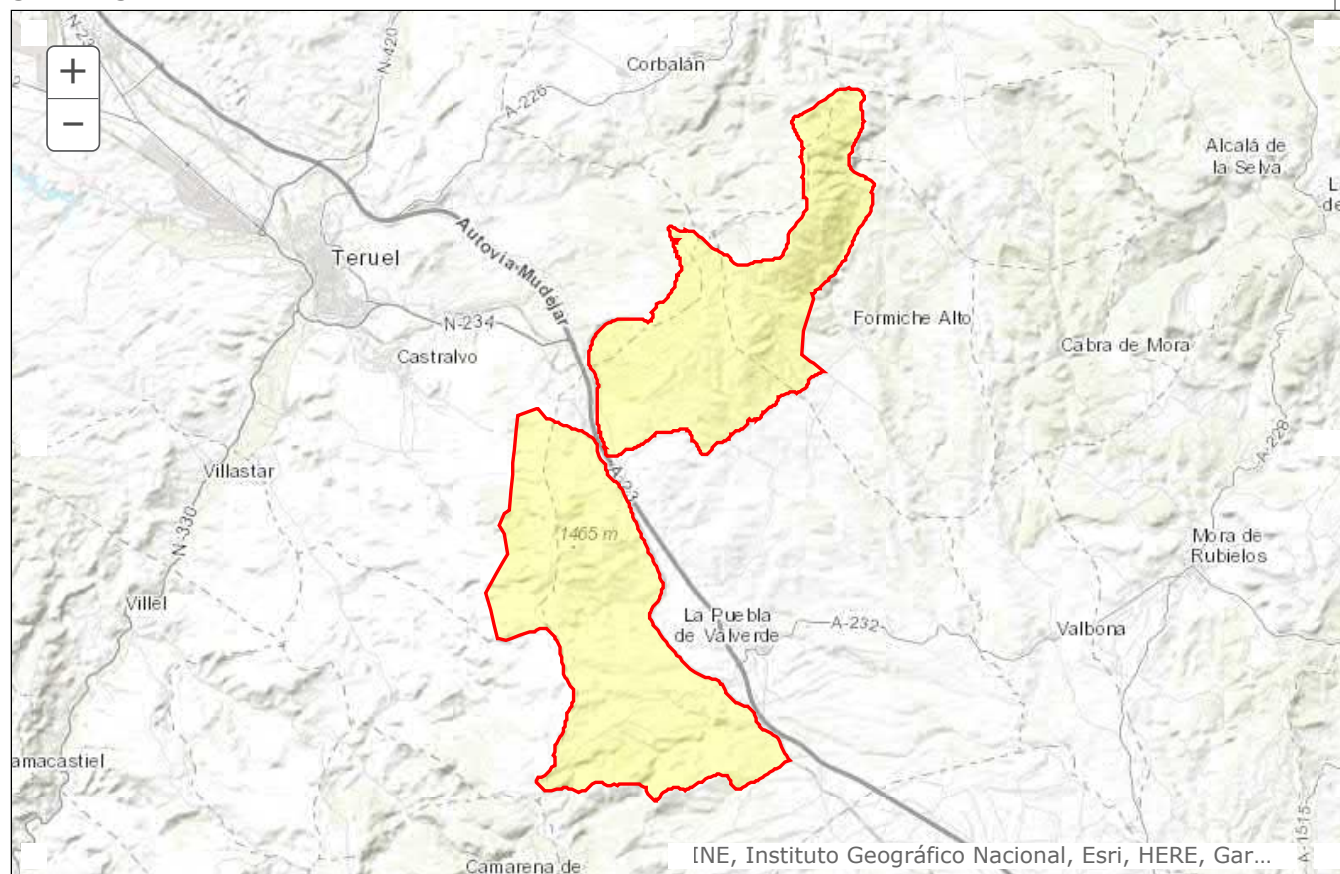 +
−
N-420
Corbalán
A-226
Alcalá de
la Selva
Teruel
Autovía Mudéjar
N-234
Castralvo
Formiche Alto
Cabra de Mora
A-228
Villastar
A-23
N-330
1465 m
Mora de
Rubielos
Villel
La Puebla
de Valverde
A-232
Valbona
amacastiel
A-1515
Camarena de
INE, Instituto Geográfico Nacional, Esri, HERE, Gar...